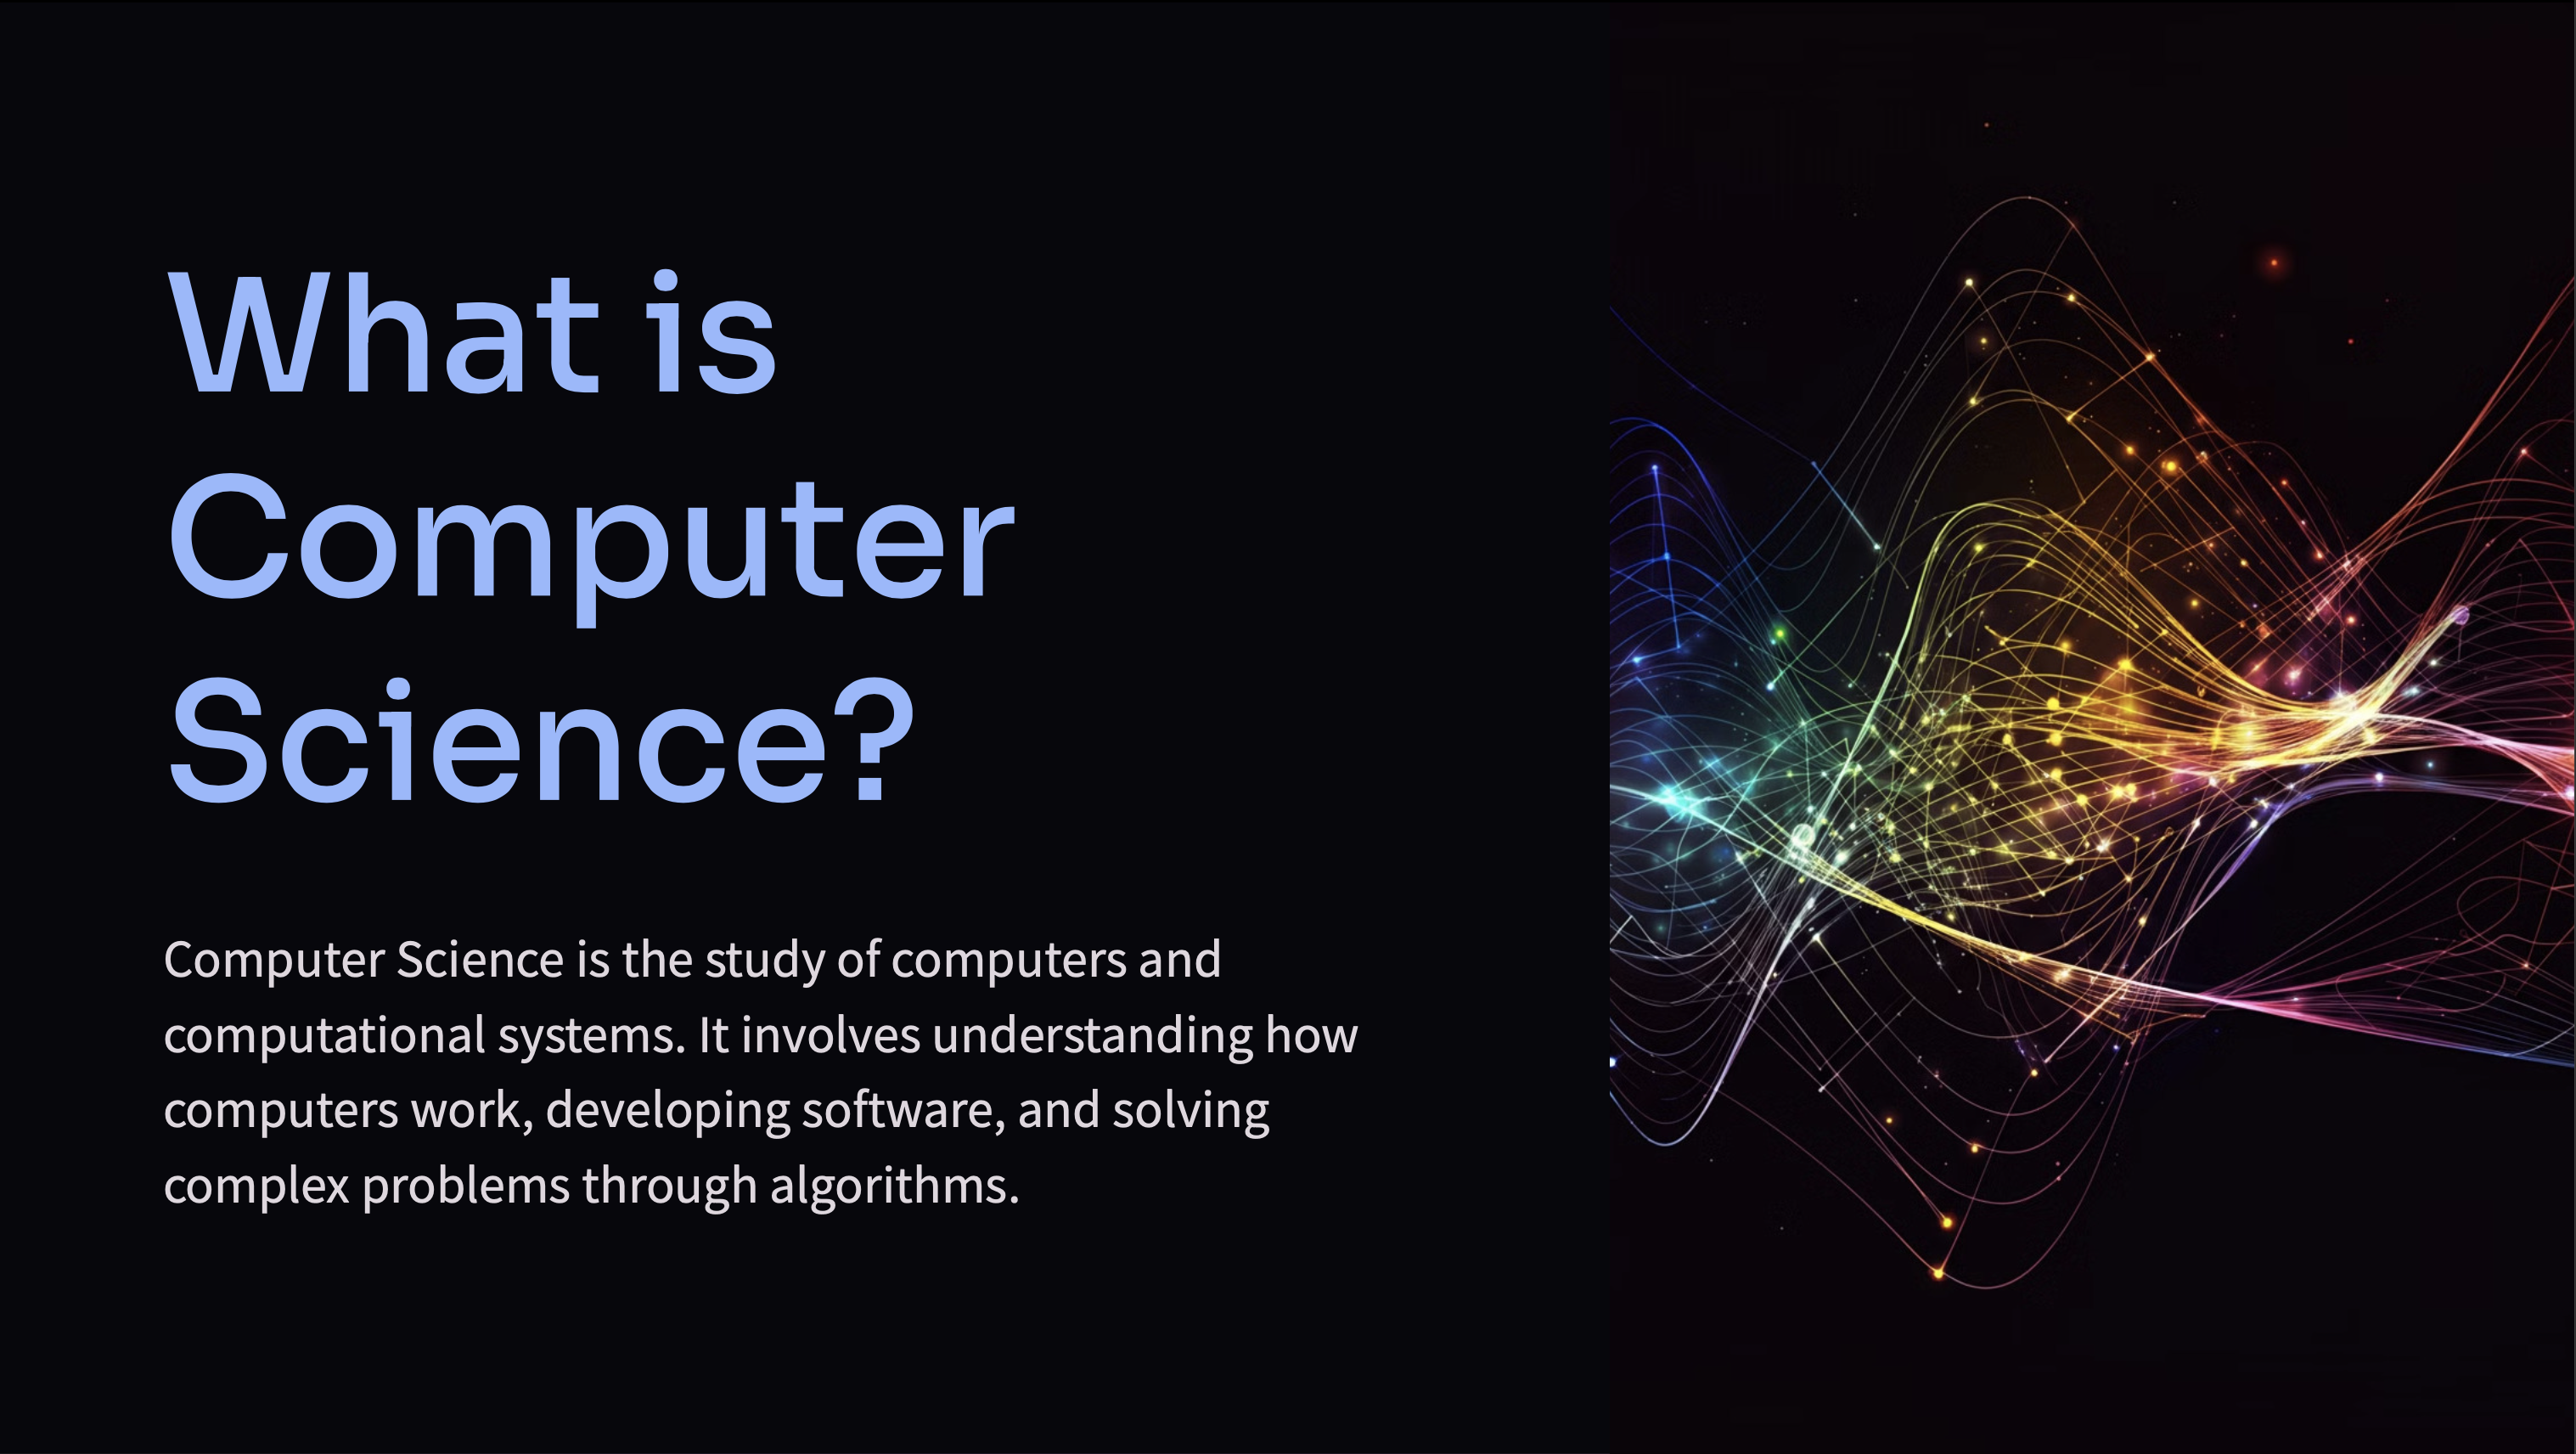 What is
Computer
Science?
Computer Science is the study of computers and
computational systems. It involves understanding how
computers work, developing software, and solving
complex problems through algorithms.